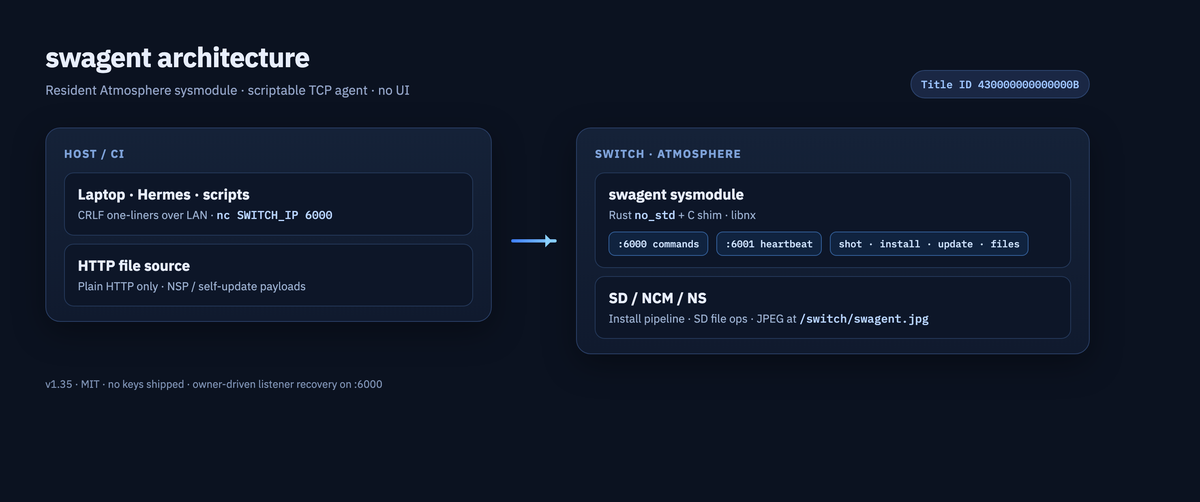 swagent architecture
Resident Atmosphere sysmodule · scriptable TCP agent · no UI
Title ID 430000000000000B
HOST / CI
Laptop · Hermes · scripts
CRLF one-liners over LAN · nc SWITCH_IP 6000
HTTP file source
Plain HTTP only · NSP / self-update payloads
SWITCH · ATMOSPHERE
swagent sysmodule
Rust no_std + C shim · libnx
:6000 commands
:6001 heartbeat
shot · install · update · files
SD / NCM / NS
Install pipeline · SD file ops · JPEG at /switch/swagent.jpg
v1.35 · MIT · no keys shipped · owner-driven listener recovery on :6000